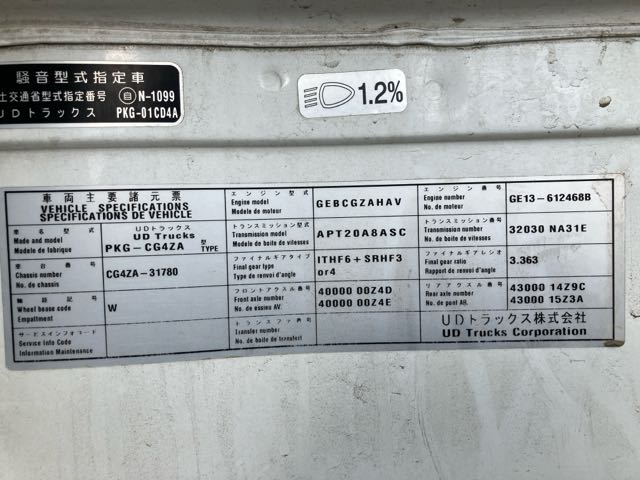 騒音型式指定車
土交通省型式指定番号 自 N-1099
UDトラックス PKG-01CD4A
1.2%
車両主要諸元票
VEHICLE SPECIFICATIONS
SPECIFICATIONS DE VEHICLE
車名型式
Made and model
Modele de fabrique
UDトラックス
UD Trucks
PKG-CG4ZA 型 TYPE
Chassis number
No. de chassis
CG4ZA-31780
軸距記号
Wheel base code
Empattement
W
サービスインフォコード
Service Info Code
Information Maintenance
エンジン型式
Engine model
Modele de moteur
GEBCGZAHAV
トランスミッション型式
Transmission model
Modele de boite de vitesses
APT20A8ASC
ファイナルギアタイプ
Final gear type
Type de renvoi d'angle
ITHF6+SRHF3
or4
フロントアクスル番号
Front axle number
No. de essieu AV.
40000 00Z4D
40000 00Z4E
トランスファ番号
Transfer number
No. de boite de transfert
エンジン番号
Engine number
No. de moteur
GE13-612468B
トランスミッション番号
Transmission number
No. de boite de vitesses
32030 NA31E
ファイナルギアレシオ
Final gear ratio
Rapport de renvoi d'angle
3.363
リアアクスル番号
Rear axle number
No. de pont AR.
43000 14Z9C
43000 15Z3A
UDトラックス株式会社
UD Trucks Corporation